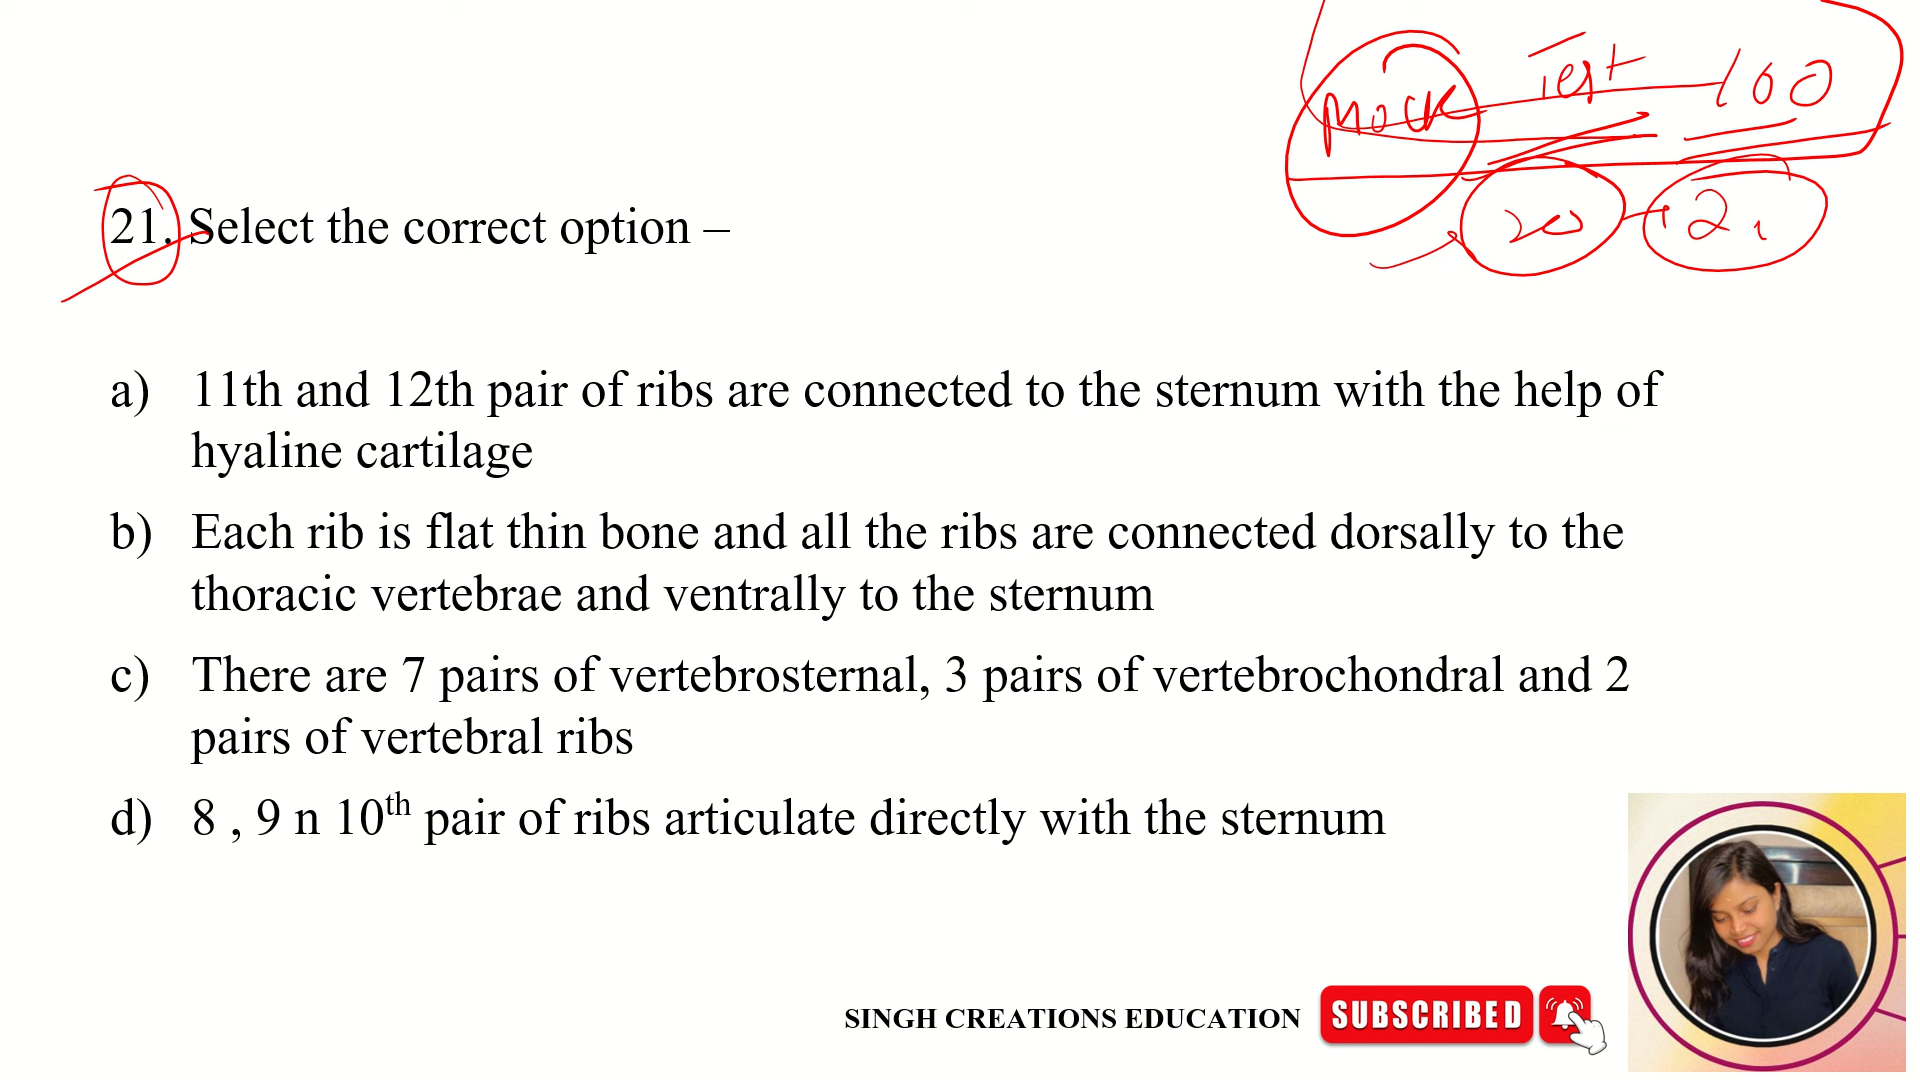 Mock Test 100
20 21
21. Select the correct option –
a) 11th and 12th pair of ribs are connected to the sternum with the help of
hyaline cartilage
b) Each rib is flat thin bone and all the ribs are connected dorsally to the
thoracic vertebrae and ventrally to the sternum
c) There are 7 pairs of vertebrosternal, 3 pairs of vertebrochondral and 2
pairs of vertebral ribs
d) 8 , 9 n 10th pair of ribs articulate directly with the sternum
SINGH CREATIONS EDUCATION SUBSCRIBED